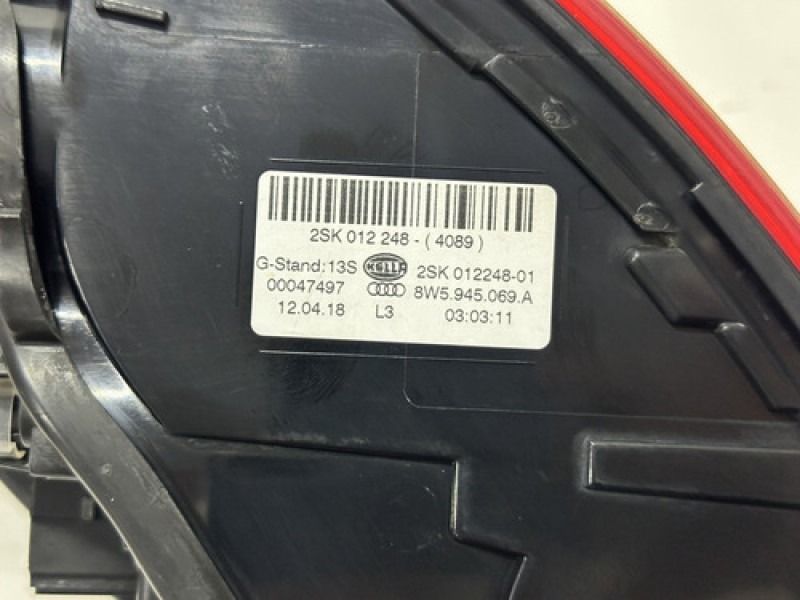 2SK 012 248 - ( 4089 )
G-Stand: 13S HELLA 2SK 012248-01
00047497 8W5.945.069.A
12.04.18 L3 03:03:11